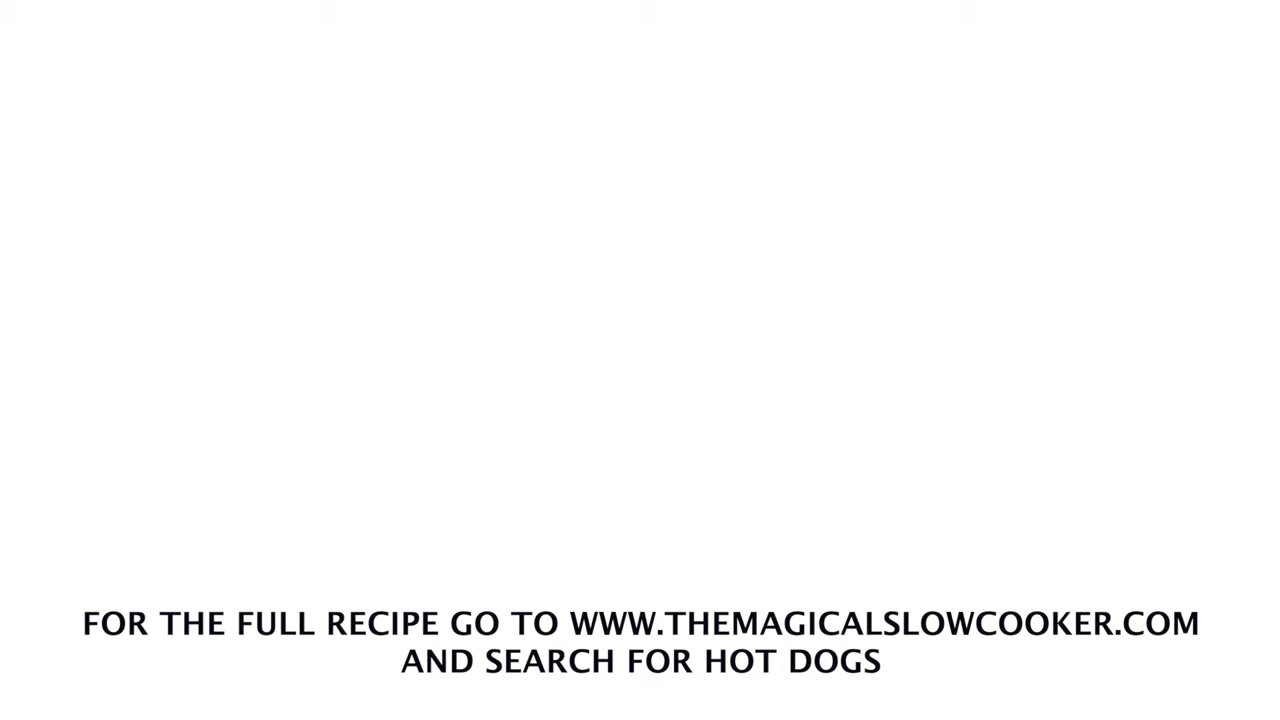 FOR THE FULL RECIPE GO TO WWW.THEMAGICALSLOWCOOKER.COM
AND SEARCH FOR HOT DOGS